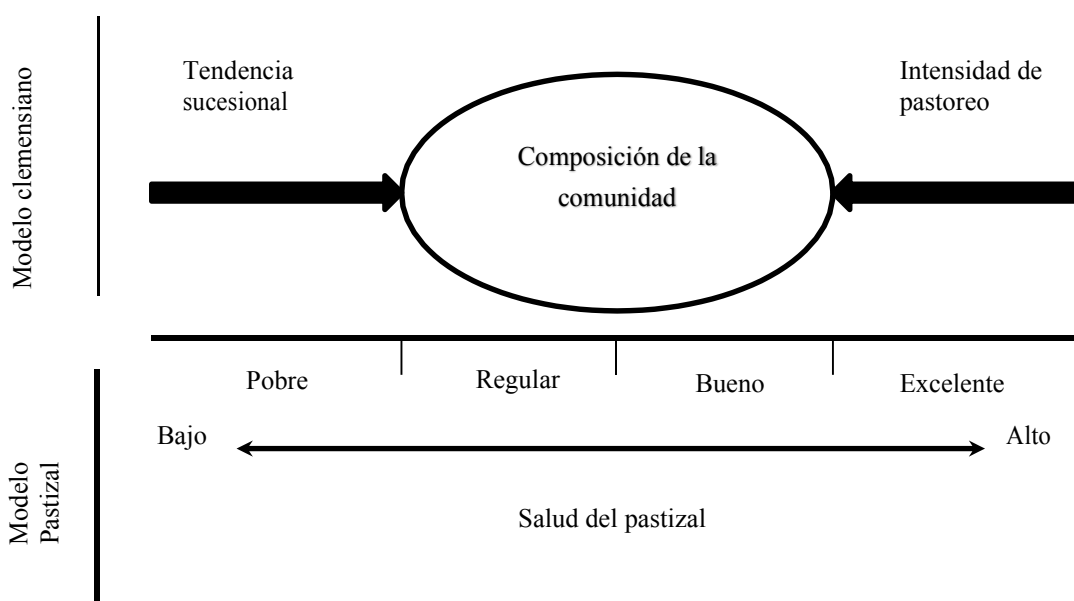 Modelo clemensiano
Tendencia
sucesional
Composición de la
comunidad
Intensidad de
pastoreo
Pobre
Regular
Bueno
Excelente
Modelo
Pastizal
Bajo
Alto
Salud del pastizal